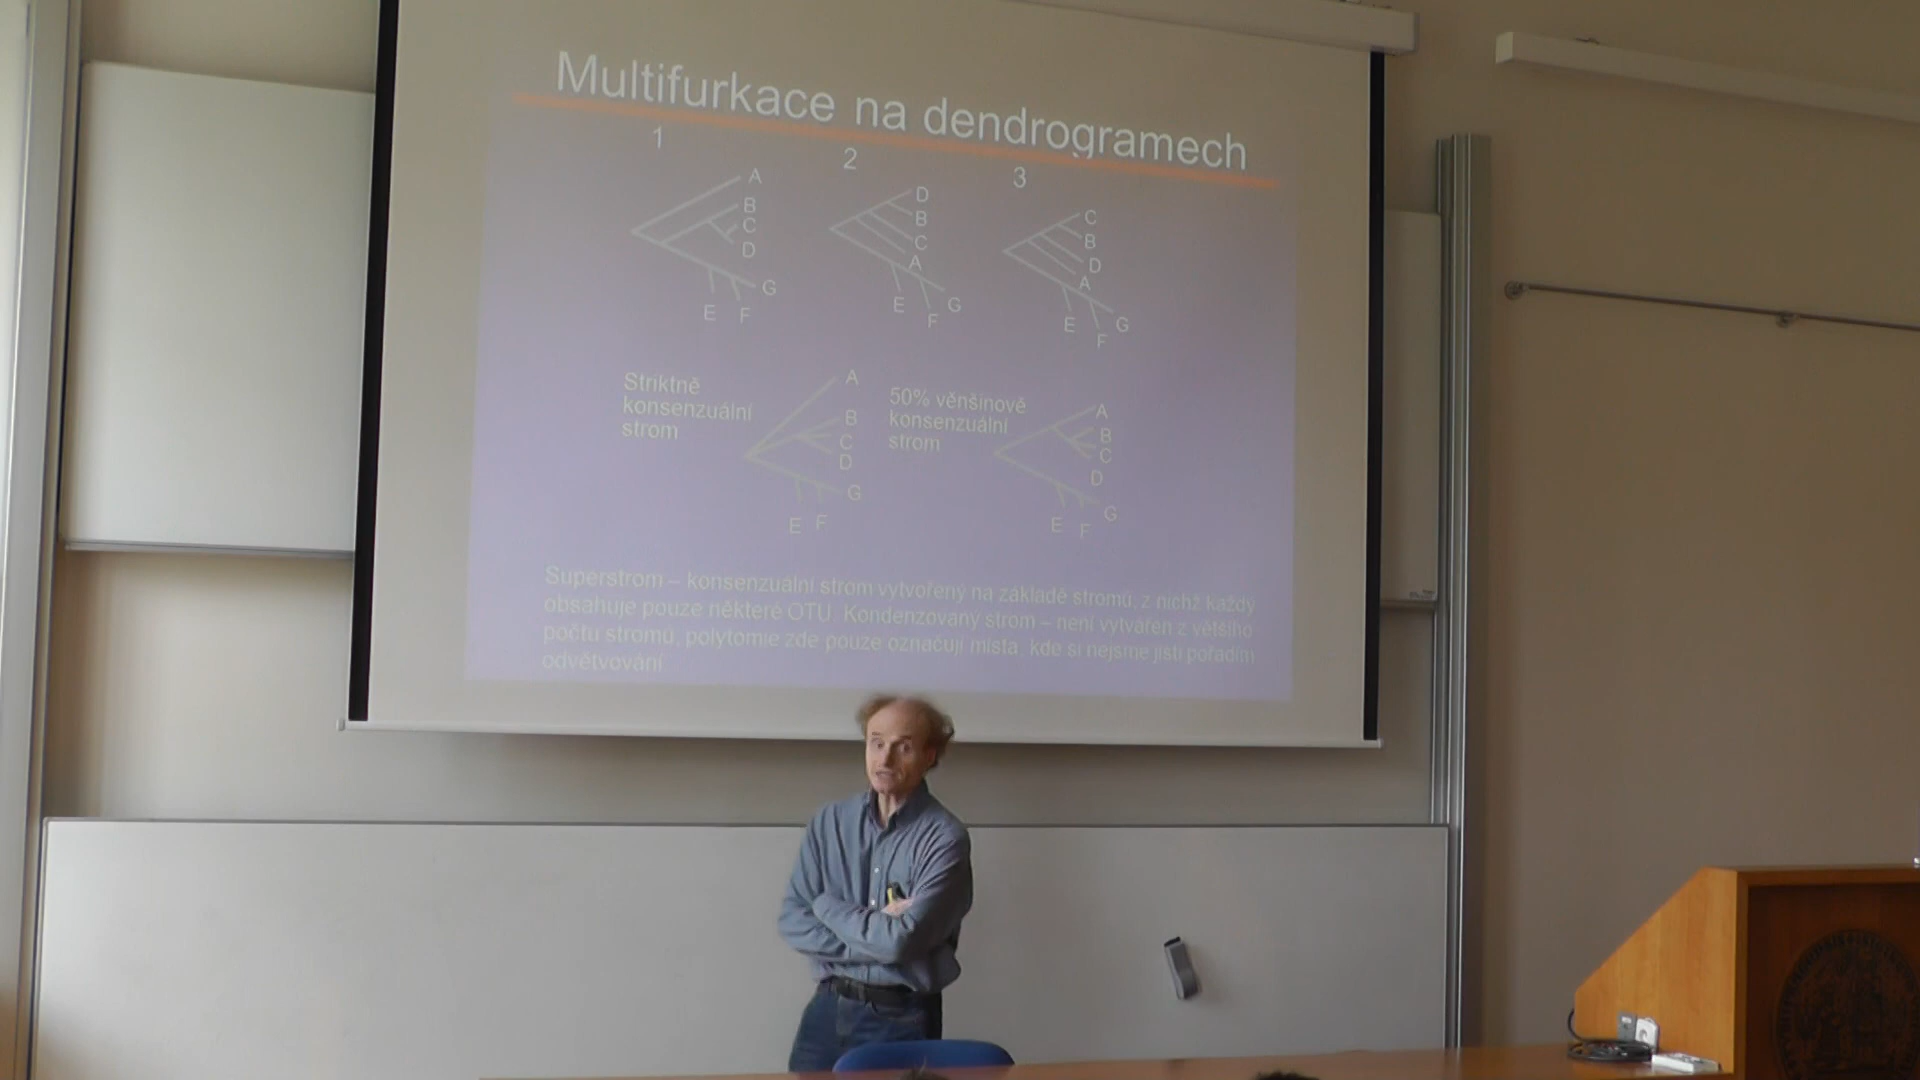 Multifurkace na dendrogramech
1
2
3
A
B
C
D
G
E F
D
B
C
A
E
G
F
C
B
D
A
E
G
F
Striktně
konsenzuální
strom
A
B
C
D
G
E F
50% věnšinově
konsenzuální
strom
A
B
C
D
G
E F
Superstrom – konsenzuální strom vytvořený na základě stromů, z nichž každý
obsahuje pouze některé OTU. Kondenzovaný strom – není vytvářen z většího
počtu stromů, polytomie zde pouze označují místa, kde si nejsme jisti pořadím
odvětvování